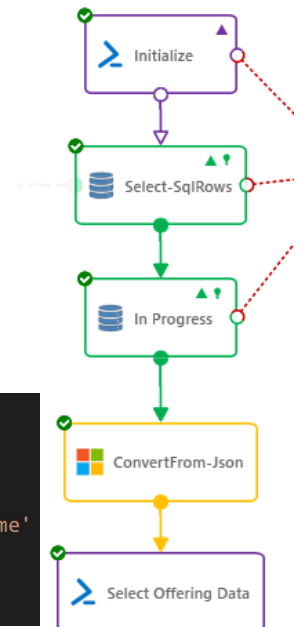 Initialize
Select-SqlRows
In Progress
ConvertFrom-Json
me'
Select Offering Data